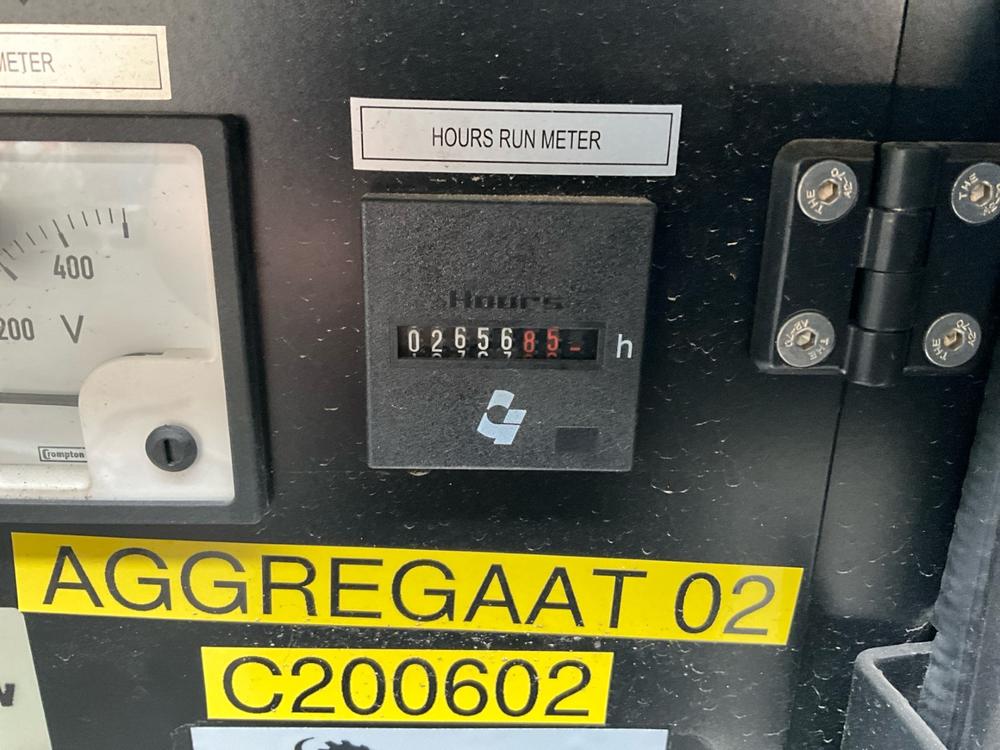 METER
HOURS RUN METER
400
200 V
Crompton
Hours
0265685 h
AGGREGAAT 02
C200602